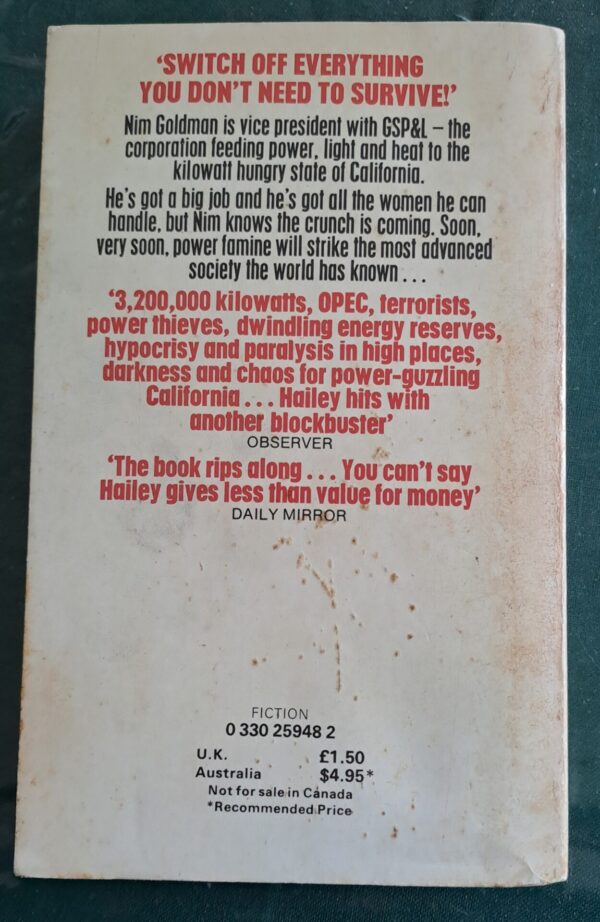 ‘SWITCH OFF EVERYTHING
YOU DON’T NEED TO SURVIVE!’
Nim Goldman is vice president with GSP&L – the
corporation feeding power, light and heat to the
kilowatt hungry state of California.
He’s got a big job and he’s got all the women he can
handle, but Nim knows the crunch is coming. Soon,
very soon, power famine will strike the most advanced
society the world has known . . .
‘3,200,000 kilowatts, OPEC, terrorists,
power thieves, dwindling energy reserves,
hypocrisy and paralysis in high places,
darkness and chaos for power-guzzling
California . . . Hailey hits with
another blockbuster’
OBSERVER
‘The book rips along . . . You can’t say
Hailey gives less than value for money’
DAILY MIRROR
FICTION
0 330 25948 2
U.K. £1.50
Australia $4.95*
Not for sale in Canada
*Recommended Price